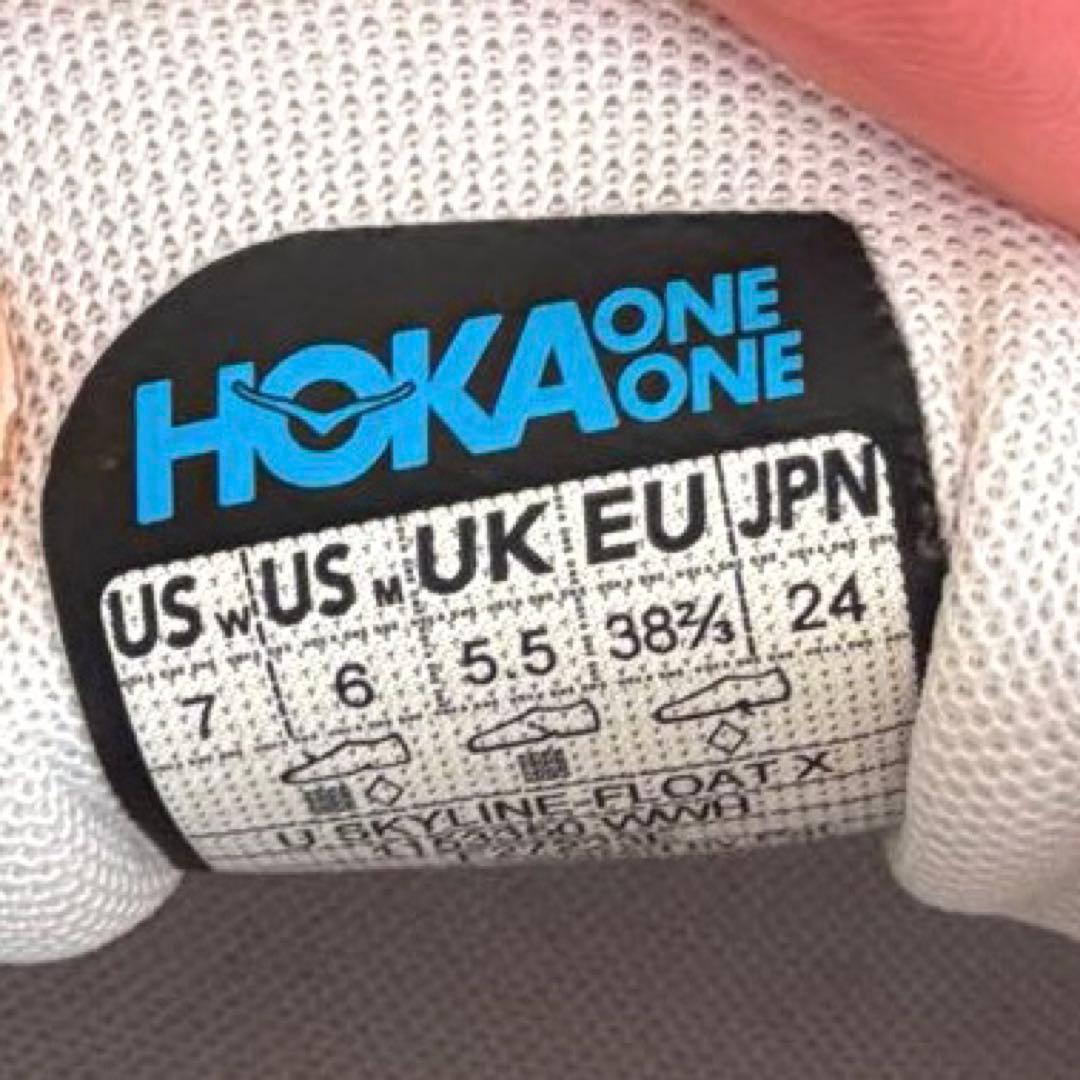 HOKA ONE
ONE
US W US M UK EU JPN
7 6 5.5 38⅔ 24
U SKYLINE-FLOAT X